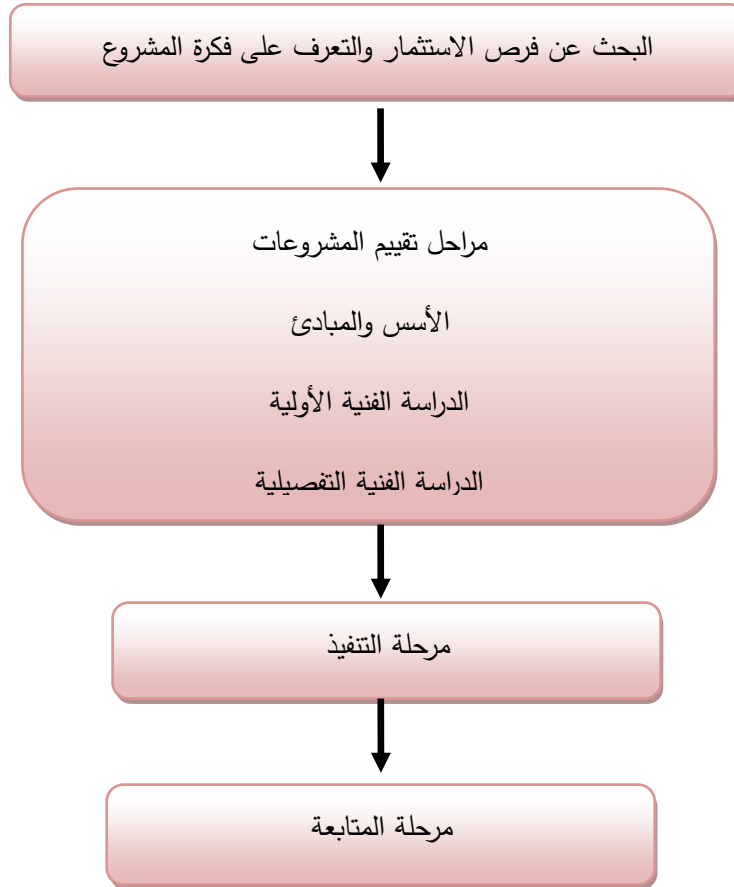 البحث عن فرص الاستثمار والتعرف على فكرة المشروع
مراحل تقييم المشروعات
الأسس والمبادئ
الدراسة الفنية الأولية
الدراسة الفنية التفصيلية
مرحلة التنفيذ
مرحلة المتابعة